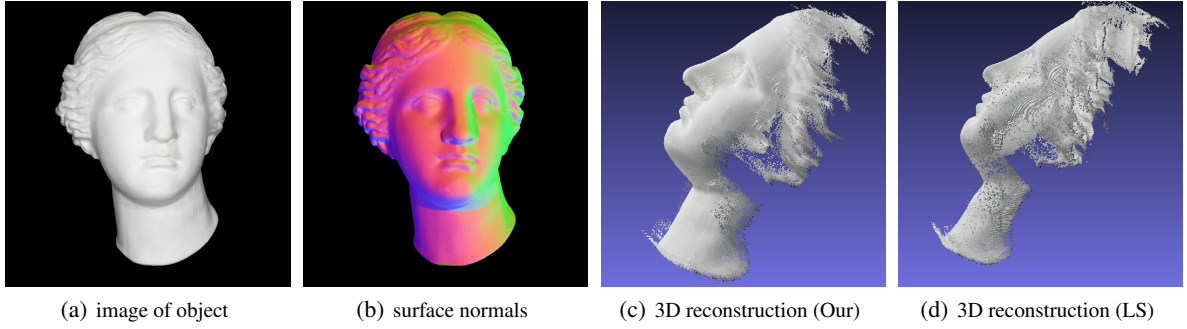 (a) image of object
(b) surface normals
(c) 3D reconstruction (Our)
(d) 3D reconstruction (LS)